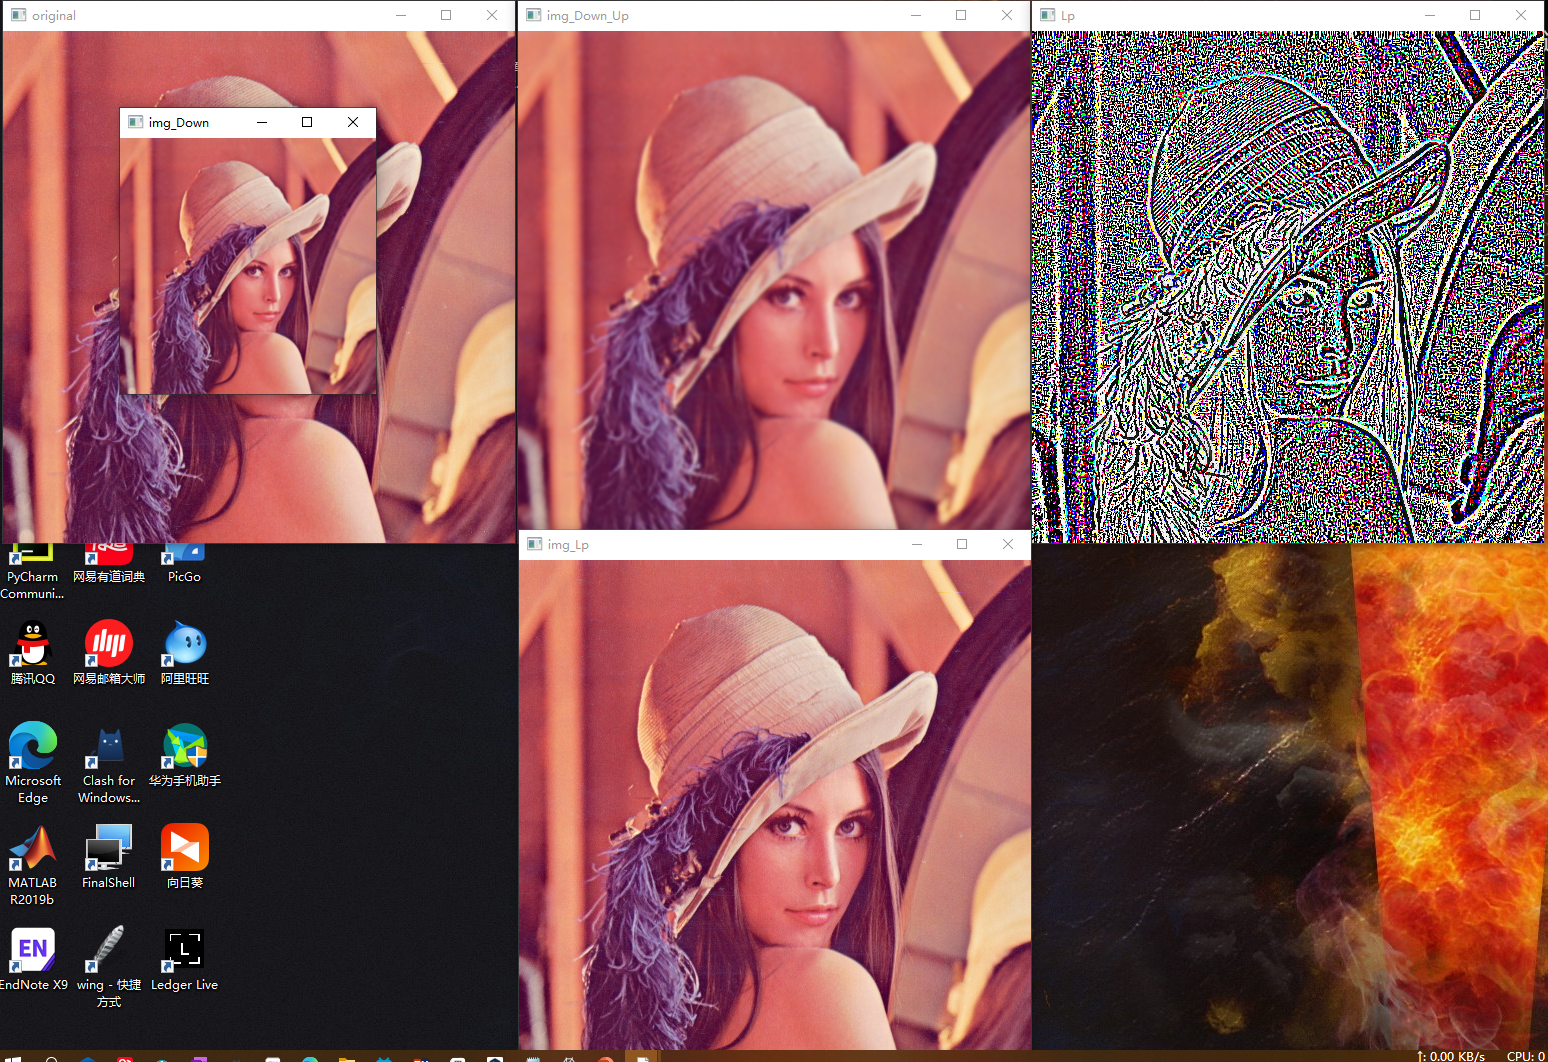 original
img_Down_Up
Lp
img_Down
img_Lp
PyCharm
Communi...
网易有道词典
PicGo
腾讯QQ
网易邮箱大师
阿里旺旺
Microsoft
Edge
Clash for
Windows...
华为手机助手
MATLAB
R2019b
FinalShell
向日葵
EN
EndNote X9
wing - 快捷
方式
L
Ledger Live
↑: 0.00 KB/s
CPU: 0